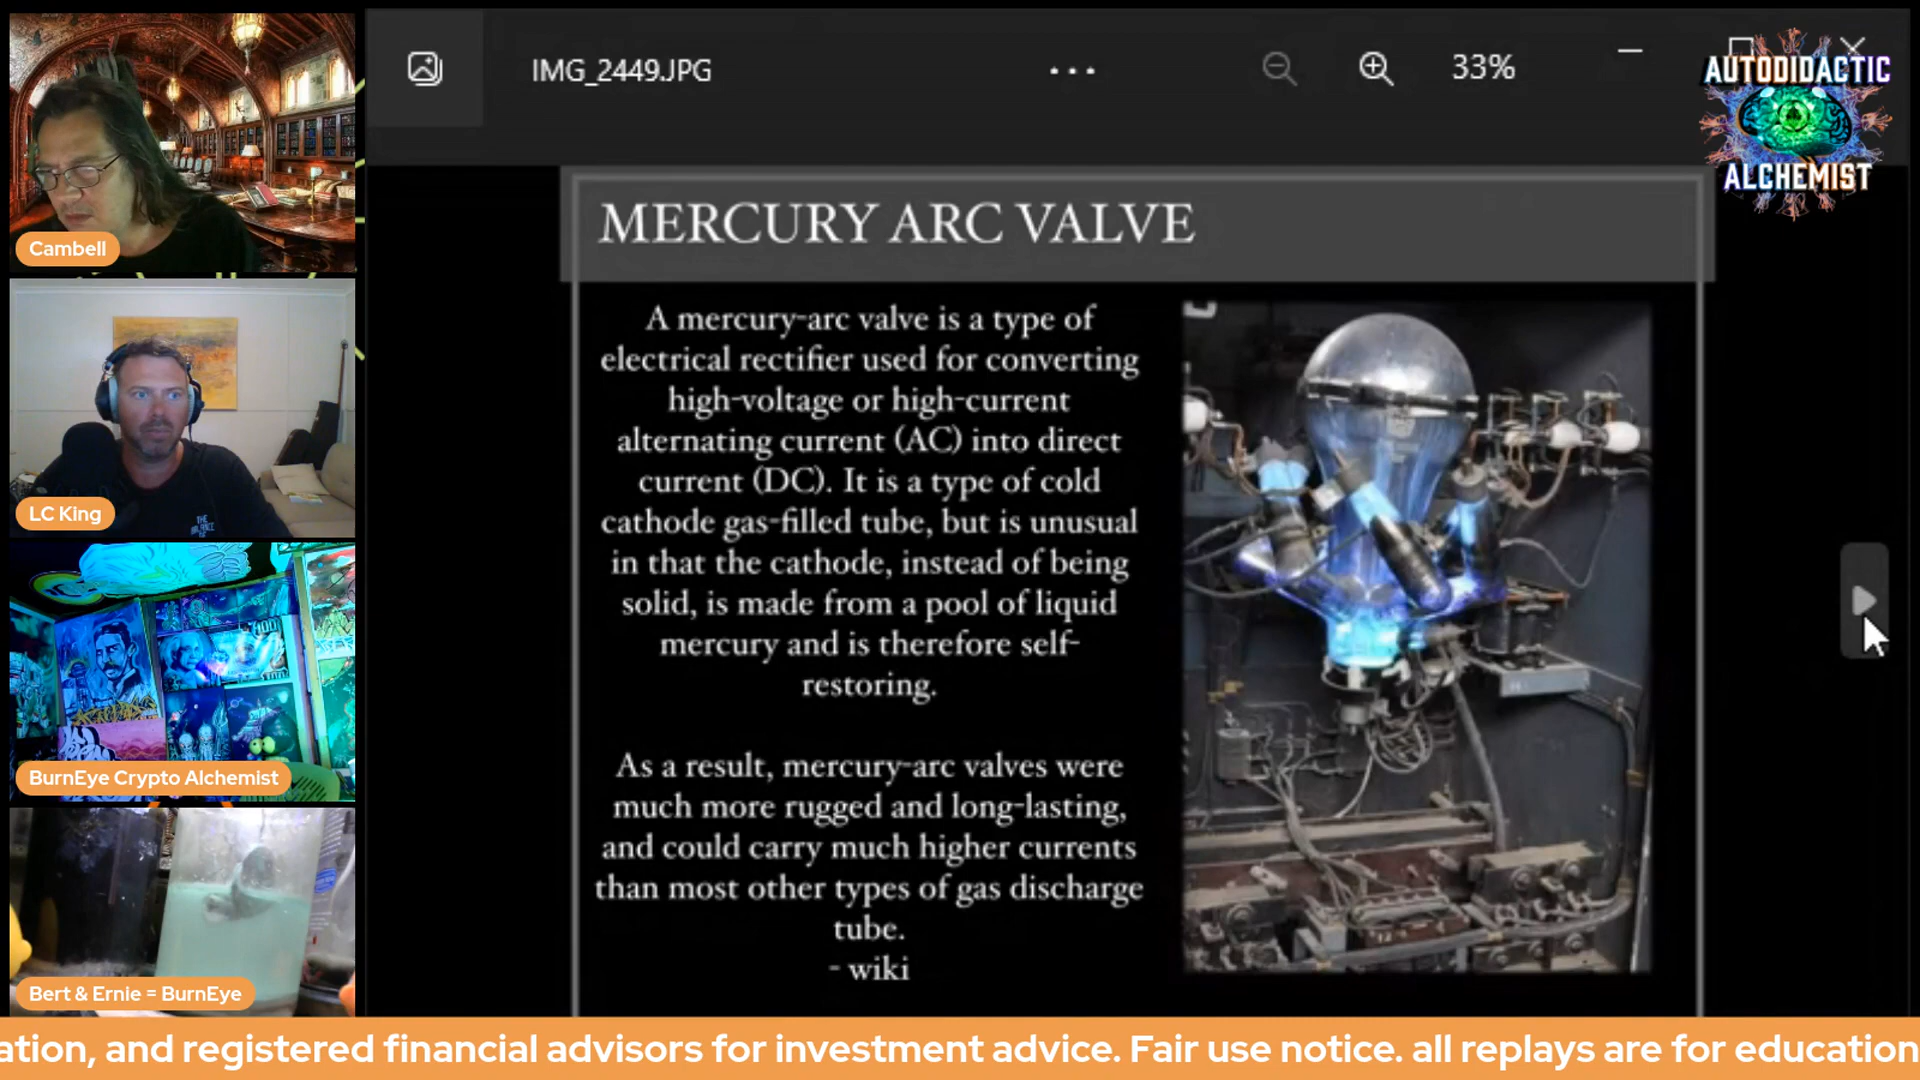 IMG_2449.JPG
33%
AUTODIDACTIC
ALCHEMIST
Cambell
LC King
BurnEye Crypto Alchemist
Bert & Ernie = BurnEye
MERCURY ARC VALVE
A mercury-arc valve is a type of
electrical rectifier used for converting
high-voltage or high-current
alternating current (AC) into direct
current (DC). It is a type of cold
cathode gas-filled tube, but is unusual
in that the cathode, instead of being
solid, is made from a pool of liquid
mercury and is therefore self-
restoring.
As a result, mercury-arc valves were
much more rugged and long-lasting,
and could carry much higher currents
than most other types of gas discharge
tube.
- wiki
ation, and registered financial advisors for investment advice. Fair use notice. all replays are for education